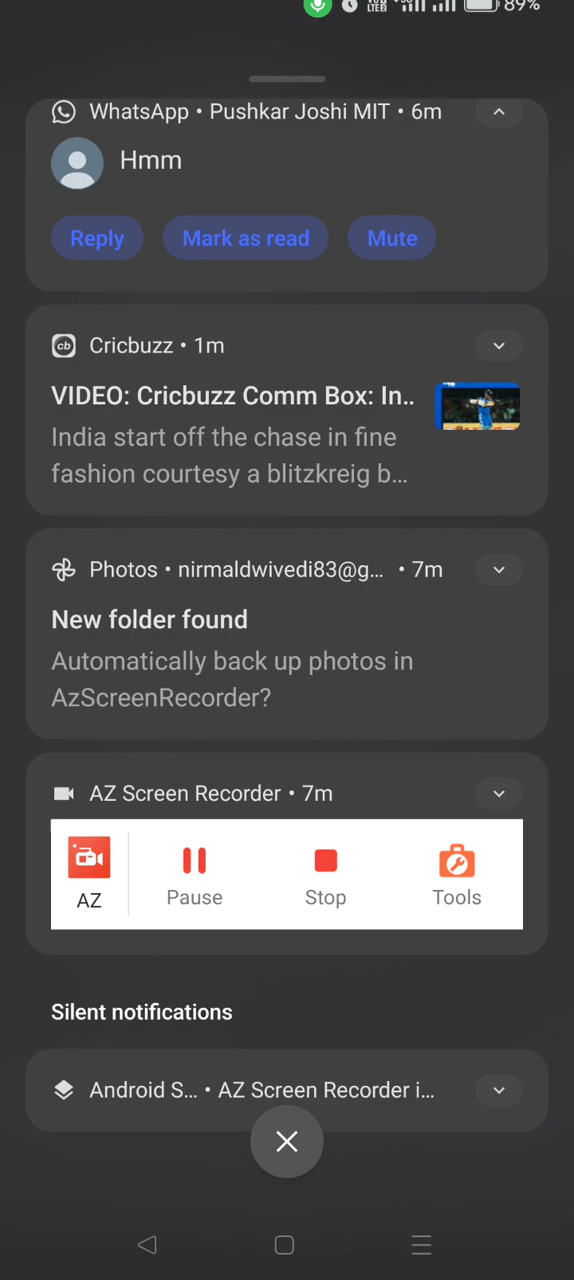 89%
WhatsApp • Pushkar Joshi MIT • 6m
Hmm
Reply Mark as read Mute
cb Cricbuzz • 1m
VIDEO: Cricbuzz Comm Box: In..
India start off the chase in fine
fashion courtesy a blitzkreig b...
Photos • nirmaldwivedi83@g... • 7m
New folder found
Automatically back up photos in
AzScreenRecorder?
AZ Screen Recorder • 7m
AZ Pause Stop Tools
Silent notifications
Android S... • AZ Screen Recorder i...